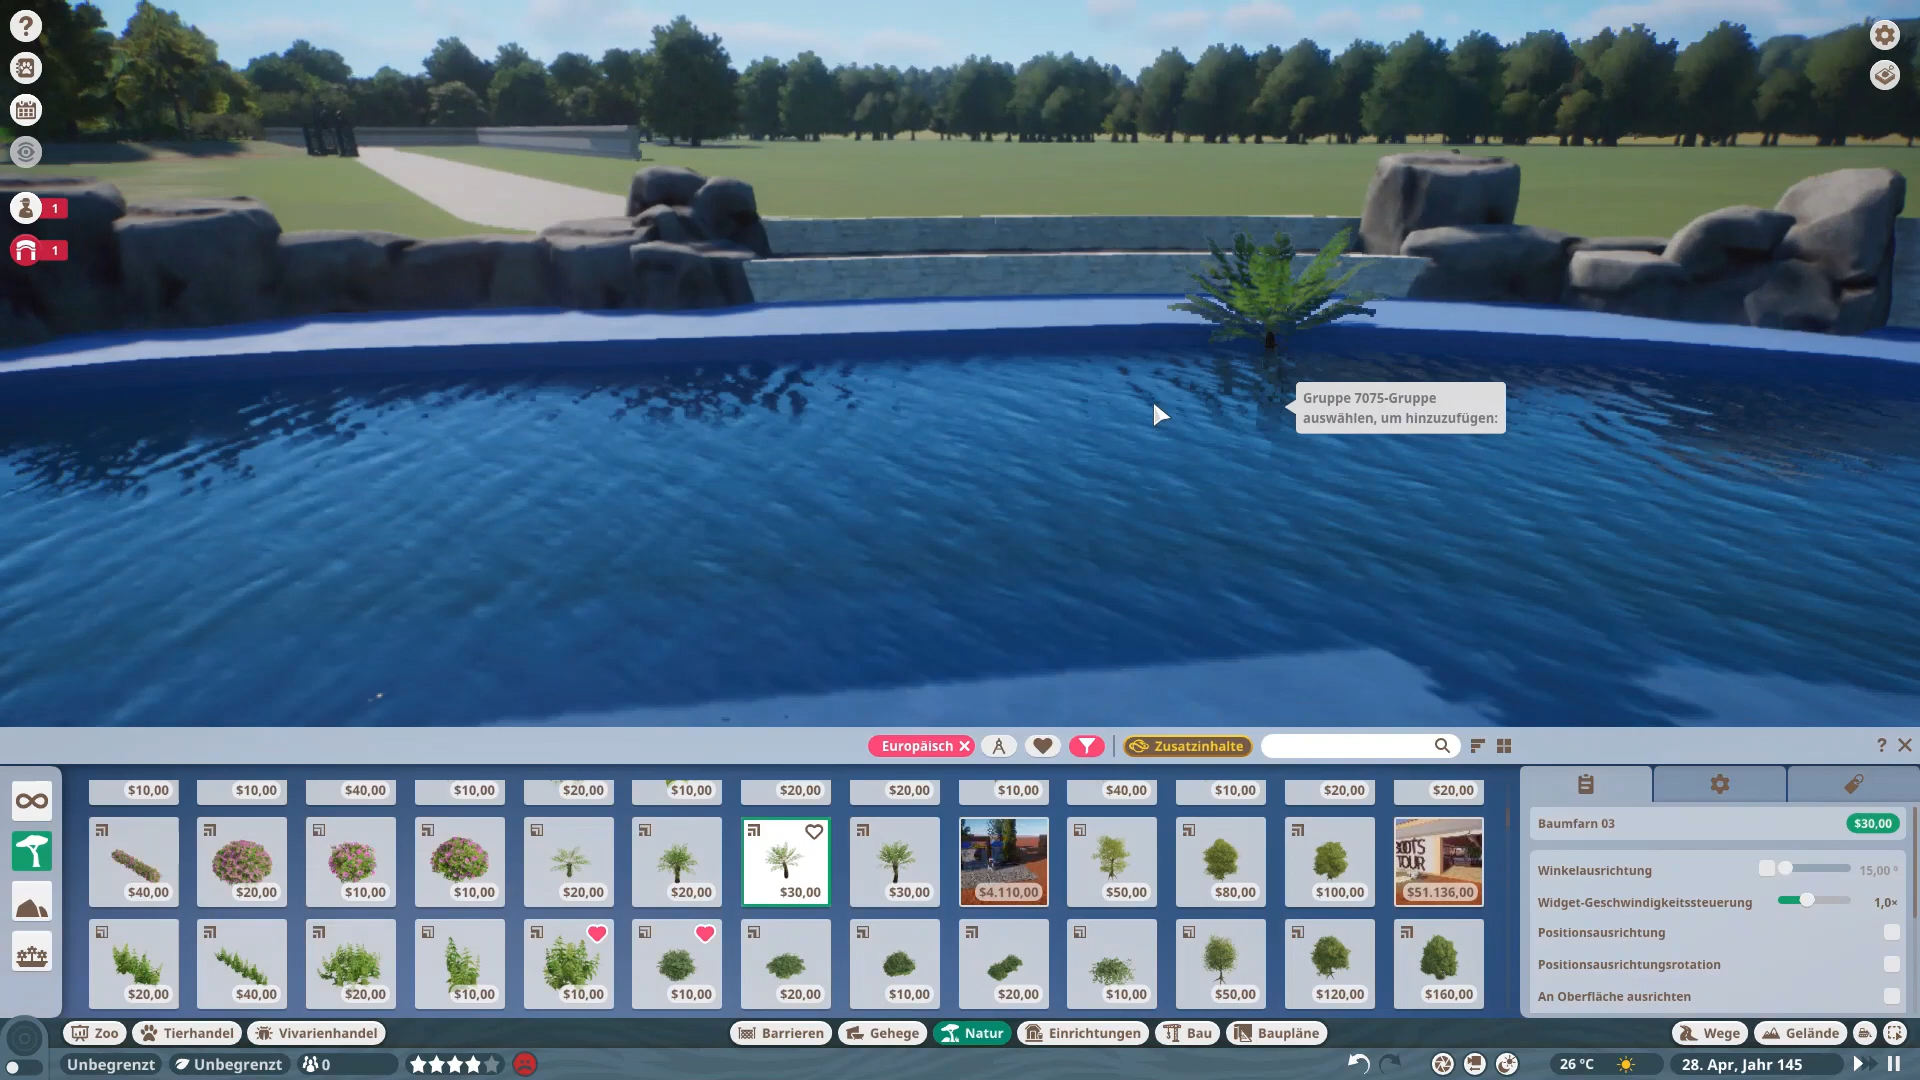 1
1
Gruppe 7075-Gruppe
auswählen, um hinzuzufügen:
Europäisch
Zusatzinhalte
$10,00 $10,00 $40,00 $10,00 $20,00 $10,00 $20,00 $20,00 $10,00 $40,00 $10,00 $20,00 $20,00
$40,00 $20,00 $10,00 $10,00 $20,00 $20,00 $30,00 $30,00 $4.110,00 $50,00 $80,00 $100,00 $51.136,00
$20,00 $40,00 $20,00 $10,00 $10,00 $10,00 $20,00 $10,00 $20,00 $10,00 $50,00 $120,00 $160,00
Baumfarn 03 $30,00
Winkelausrichtung 15,00 °
Widget-Geschwindigkeitssteuerung 1,0×
Positionsausrichtung
Positionsausrichtungsrotation
An Oberfläche ausrichten
Zoo Tierhandel Vivarienhandel Barrieren Gehege Natur Einrichtungen Bau Baupläne Wege Gelände
Unbegrenzt Unbegrenzt 0 26 °C 28. Apr, Jahr 145